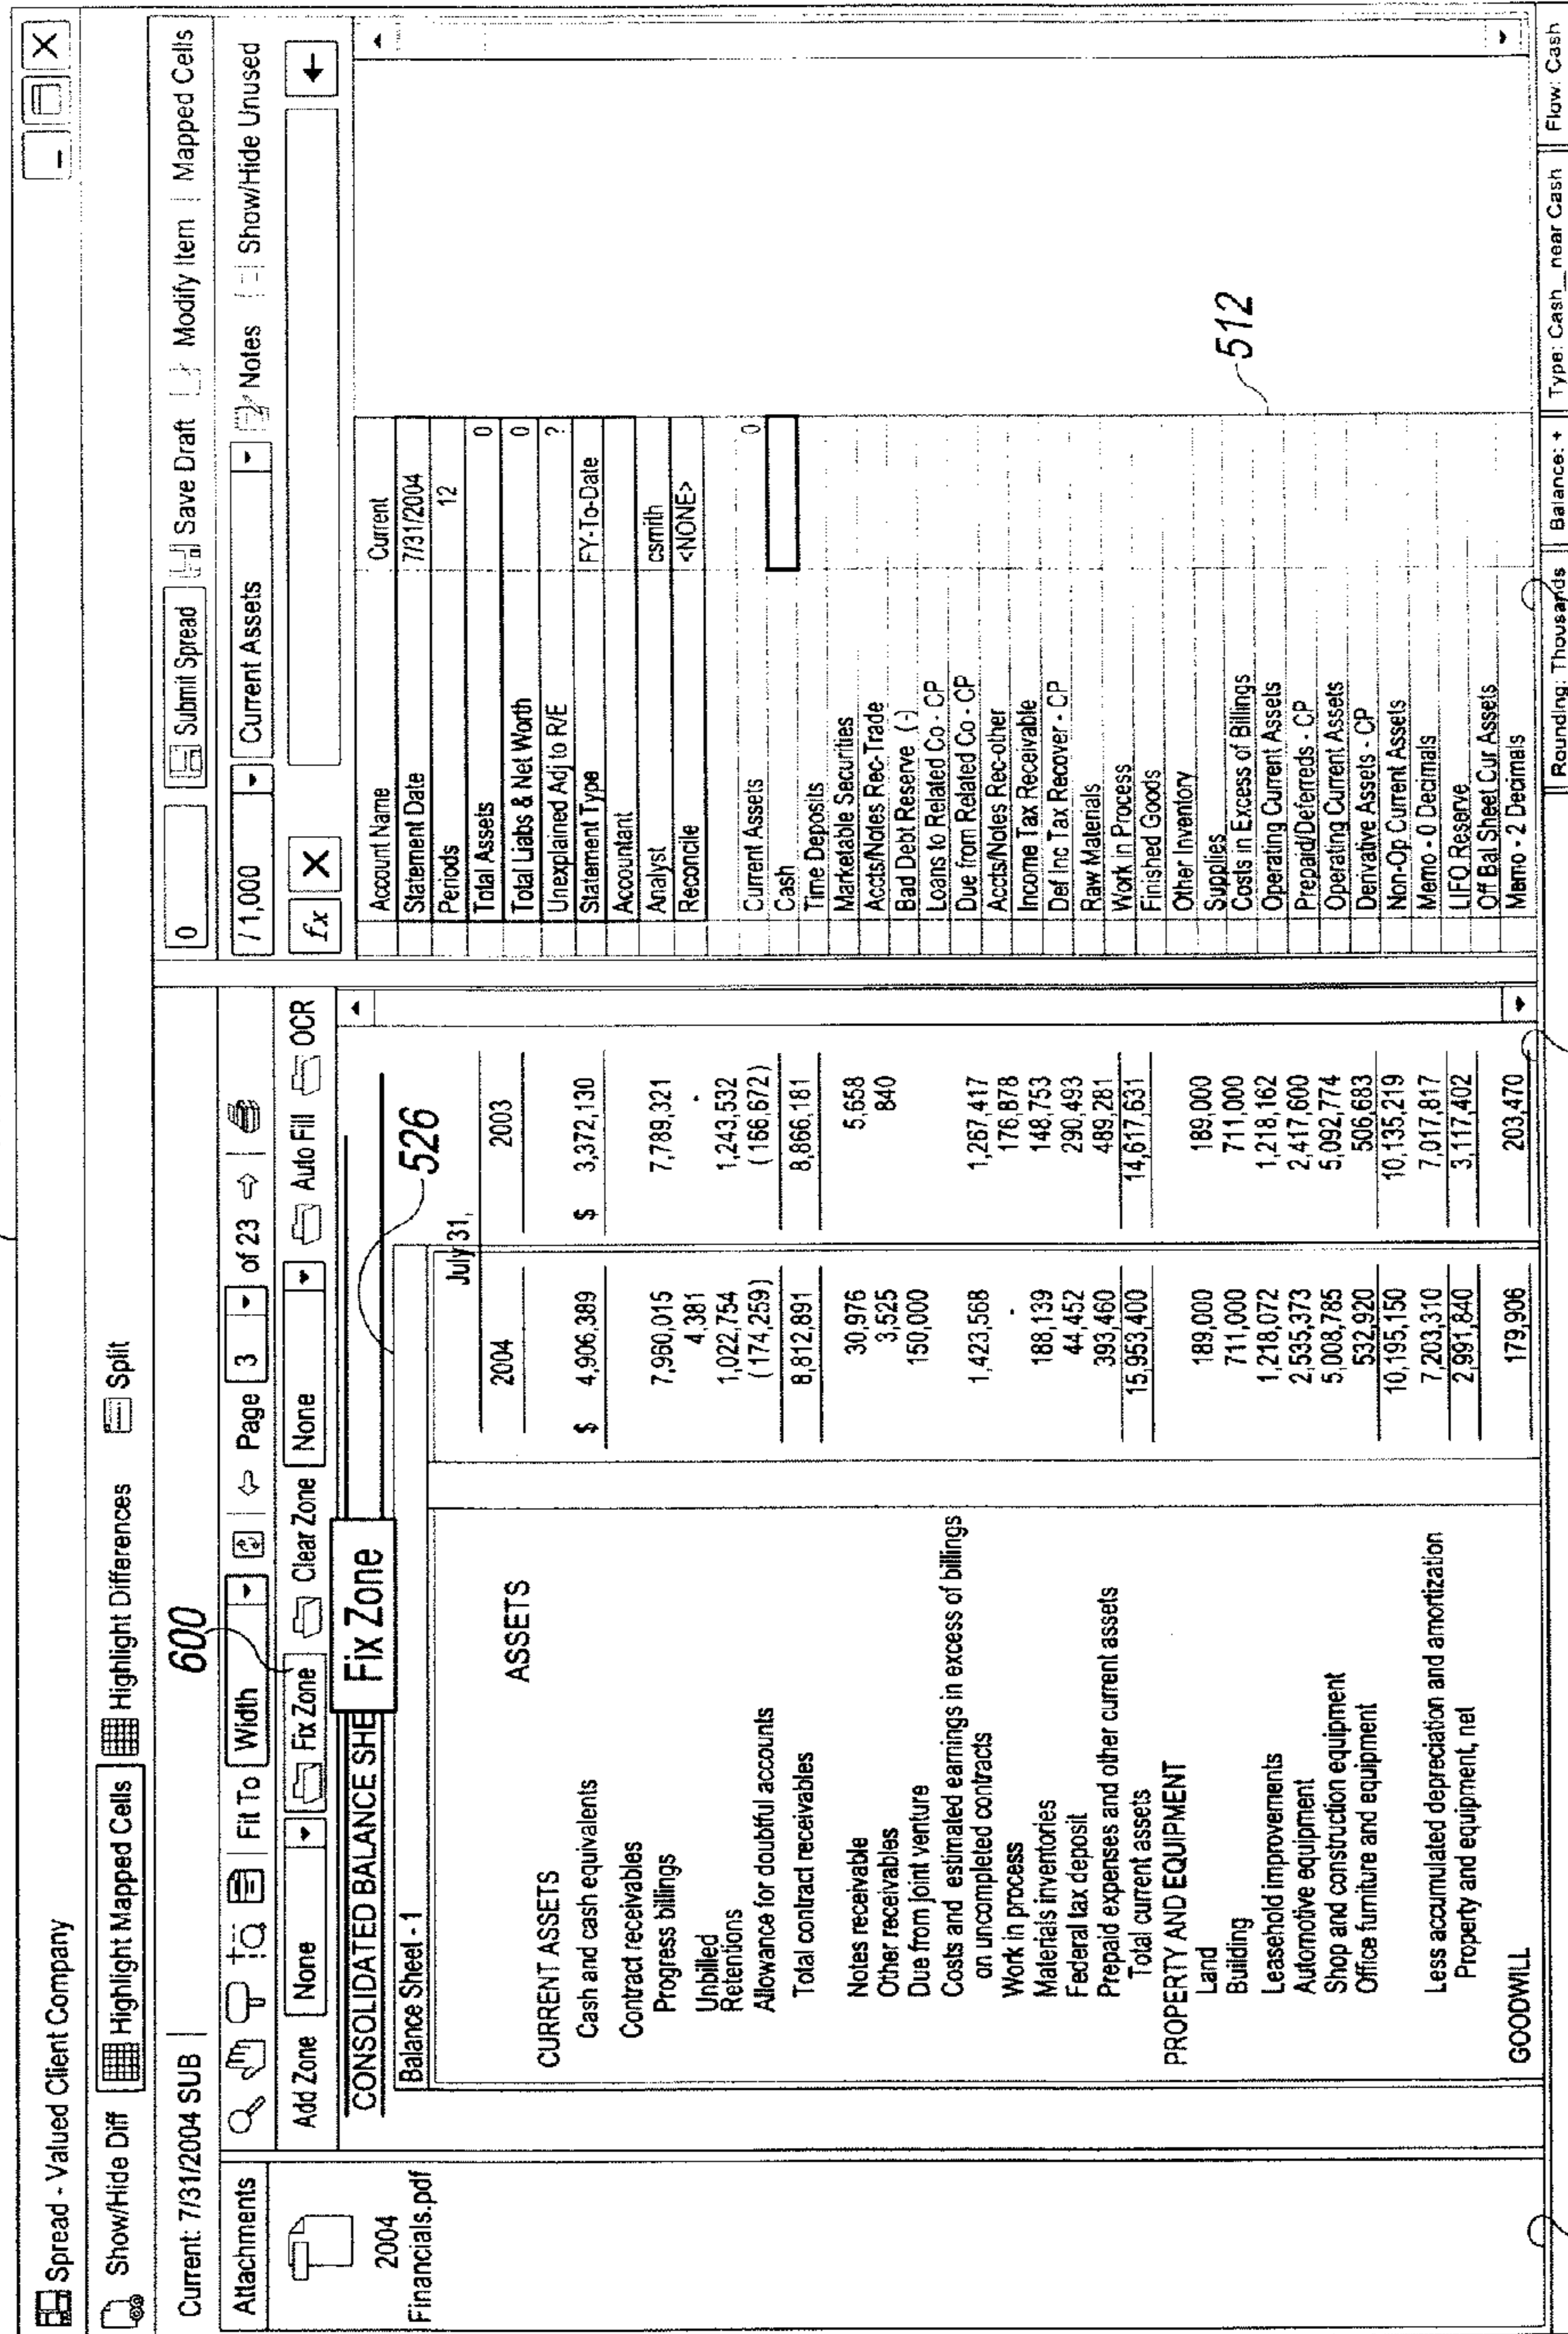 Spread - Valued Client Company
Show/Hide Diff Highlight Mapped Cells Highlight Differences Split
600
Current: 7/31/2004 SUB
0 Submit Spread Save Draft Modify Item Mapped Cells
Attachments
Fit To Width Page 3 of 23
/ 1,000 Current Assets Notes Show/Hide Unused
Add Zone None Fix Zone Clear Zone None Auto Fill OCR
fx X
2004
Financials.pdf
CONSOLIDATED BALANCE SHE
Fix Zone
526
Balance Sheet - 1
July 31,
2004 2003
ASSETS
CURRENT ASSETS
Cash and cash equivalents $ 4,906,389 $ 3,372,130
Contract receivables
Progress billings 7,960,015 7,789,321
Unbilled 4,381 -
Retentions 1,022,754 1,243,532
Allowance for doubtful accounts (174,259) (166,672)
Total contract receivables 8,812,891 8,866,181
Notes receivable 30,976 5,658
Other receivables 3,525 840
Due from joint venture 150,000
Costs and estimated earnings in excess of billings
on uncompleted contracts 1,423,568 1,267,417
Work in process - 176,878
Materials inventories 188,139 148,753
Federal tax deposit 44,452 290,493
Prepaid expenses and other current assets 393,460 489,281
Total current assets 15,953,400 14,617,631
PROPERTY AND EQUIPMENT
Land 189,000 189,000
Building 711,000 711,000
Leasehold improvements 1,218,072 1,218,162
Automotive equipment 2,535,373 2,417,600
Shop and construction equipment 5,008,785 5,092,774
Office furniture and equipment 532,920 506,683
10,195,150 10,135,219
Less accumulated depreciation and amortization 7,203,310 7,017,817
Property and equipment, net 2,991,840 3,117,402
GOODWILL 179,906 203,470
Account Name Current
Statement Date 7/31/2004
Periods 12
Total Assets 0
Total Liabs & Net Worth 0
Unexplained Adj to R/E ?
Statement Type FY-To-Date
Accountant
Analyst csmith
Reconcile <NONE>
Current Assets 0
Cash
Time Deposits
Marketable Securities
Accts/Notes Rec-Trade
Bad Debt Reserve (-)
Loans to Related Co - CP
Due from Related Co - CP
Accts/Notes Rec-other
Income Tax Receivable
Def Inc Tax Recover - CP
Raw Materials
Work in Process
Finished Goods
Other Inventory
Supplies
Costs in Excess of Billings
Operating Current Assets
Prepaid/Deferreds - CP
Operating Current Assets
Derivative Assets - CP
Non-Op Current Assets
Memo - 0 Decimals
LIFO Reserve
Off Bal Sheet Cur Assets
Memo - 2 Decimals
512
Rounding: Thousands Balance: + Type: Cash_near Cash Flow: Cash